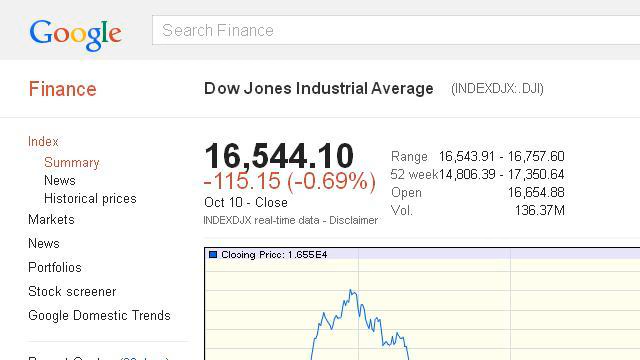 Google
Search Finance
Finance
Dow Jones Industrial Average (INDEXDJX:.DJI)
Index
Summary
News
Historical prices
Markets
News
Portfolios
Stock screener
Google Domestic Trends
16,544.10
-115.15 (-0.69%)
Oct 10 - Close
INDEXDJX real-time data - Disclaimer
Range 16,543.91 - 16,757.60
52 week 14,806.39 - 17,350.64
Open 16,654.88
Vol. 136.37M
Closing Price: 1.655E4